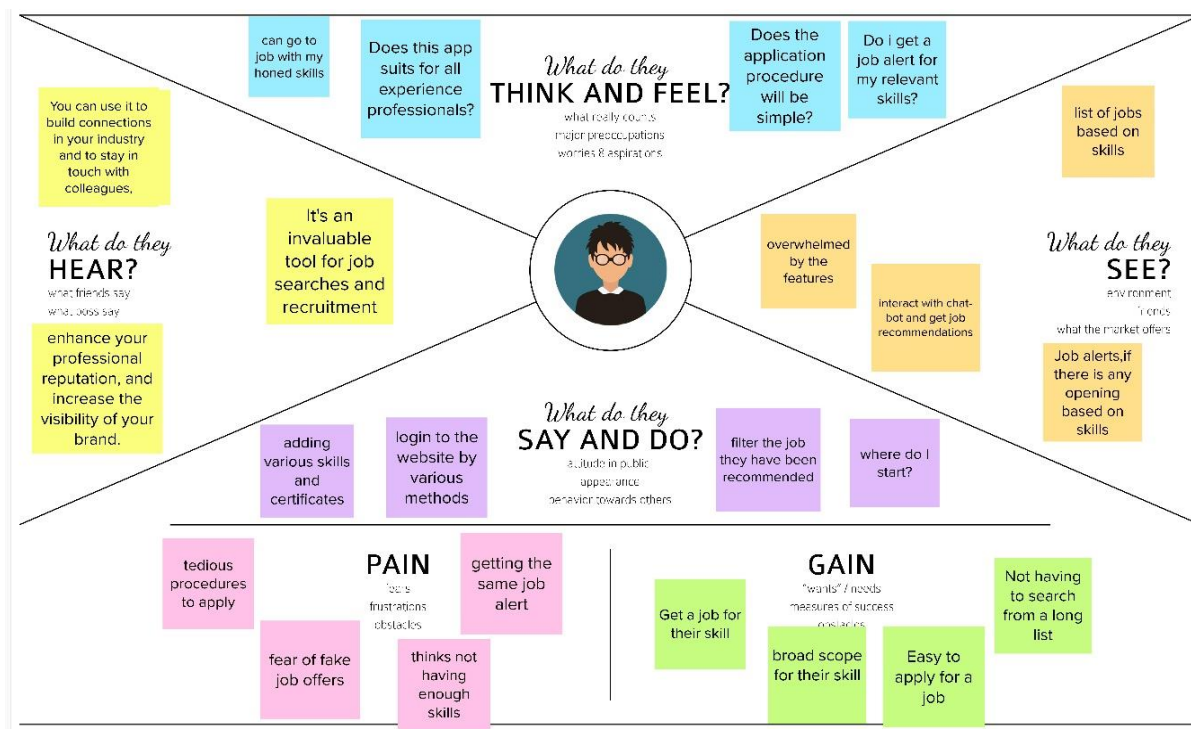 can go to
job with my
honed skills
Does this app
suits for all
experience
professionals?
What do they
THINK AND FEEL?
what really counts
major preoccupations
worries & aspirations
Does the
application
procedure
will be
simple?
Do i get a
job alert for
my relevant
skills?
You can use it to
build connections
in your industry
and to stay in
touch with
colleagues,
It's an
invaluable
tool for job
searches and
recruitment
What do they
HEAR?
what friends say
what boss say
enhance your
professional
reputation, and
increase the
visibility of your
brand.
list of jobs
based on
skills
overwhelmed
by the
features
interact with chat-
bot and get job
recommendations
What do they
SEE?
environment
friends
what the market offers
Job alerts,if
there is any
opening
based on
skills
What do they
SAY AND DO?
attitude in public
appearance
behavior towards others
adding
various skills
and
certificates
login to the
website by
various
methods
filter the job
they have been
recommended
where do I
start?
PAIN
fears
frustrations
obstacles
tedious
procedures
to apply
getting the
same job
alert
fear of fake
job offers
thinks not
having
enough
skills
GAIN
"wants" / needs
measures of success
obstacles
Get a job for
their skill
broad scope
for their skill
Easy to
apply for a
job
Not having
to search
from a long
list